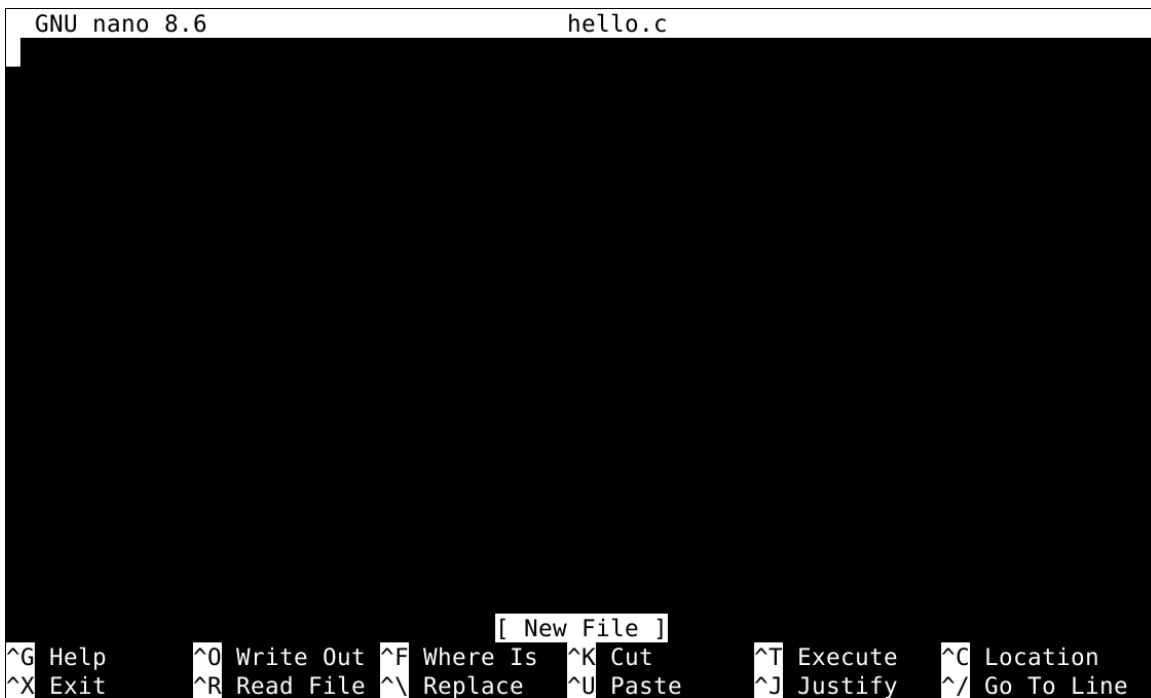 GNU nano 8.6 hello.c
[ New File ]
^G Help ^O Write Out ^F Where Is ^K Cut ^T Execute ^C Location
^X Exit ^R Read File ^\ Replace ^U Paste ^J Justify ^/ Go To Line